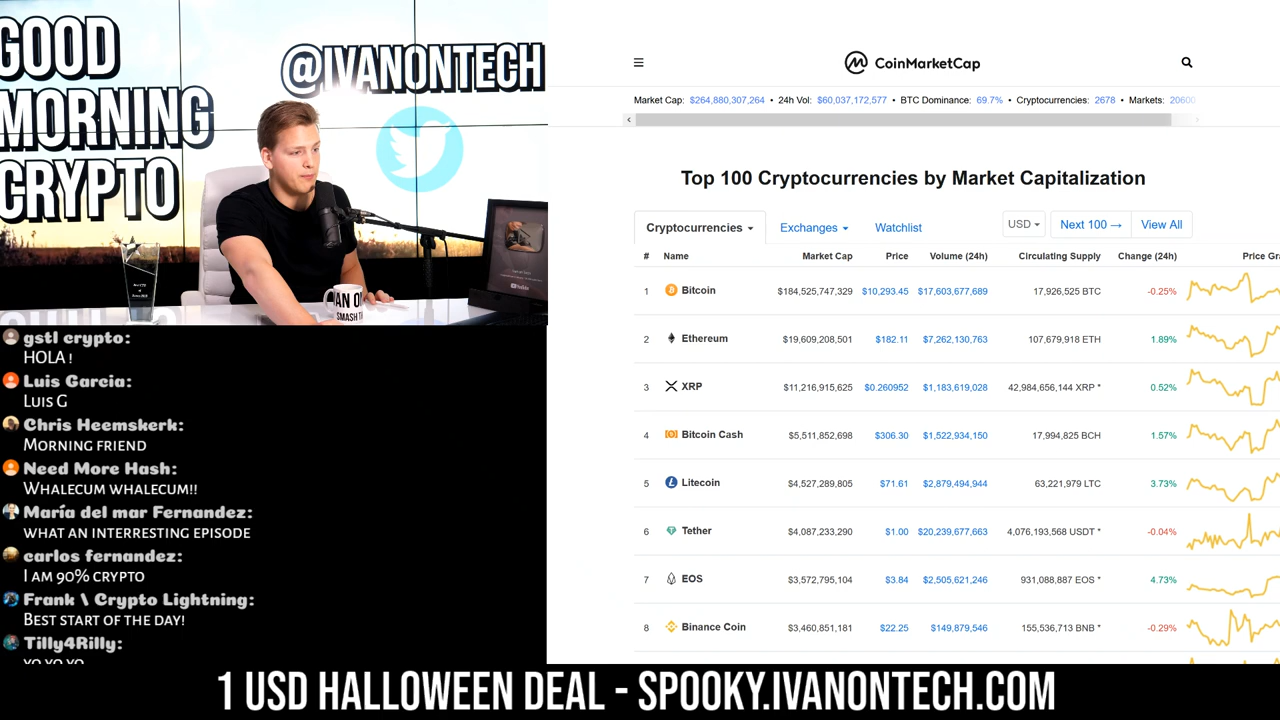 GOOD
MORNING
CRYPTO
@IVANONTECH
AN O
SMASH T
gstl crypto:
HOLA !
Luis Garcia:
Luis G
Chris Heemskerk:
Morning friend
Need More Hash:
Whalecum whalecum!!
María del mar Fernandez:
what an interresting episode
carlos fernandez:
I am 90% crypto
Frank \ Crypto Lightning:
Best start of the day!
Tilly4Rilly:
yo yo yo
CoinMarketCap
Market Cap: $264,880,307,264 • 24h Vol: $60,037,172,577 • BTC Dominance: 69.7% • Cryptocurrencies: 2678 • Markets: 20600
Top 100 Cryptocurrencies by Market Capitalization
Cryptocurrencies Exchanges Watchlist USD Next 100 → View All
# Name Market Cap Price Volume (24h) Circulating Supply Change (24h) Price Gra
1 Bitcoin $184,525,747,329 $10,293.45 $17,603,677,689 17,926,525 BTC -0.25%
2 Ethereum $19,609,208,501 $182.11 $7,262,130,763 107,679,918 ETH 1.89%
3 XRP $11,216,915,625 $0.260952 $1,183,619,028 42,984,656,144 XRP * 0.52%
4 Bitcoin Cash $5,511,852,698 $306.30 $1,522,934,150 17,994,825 BCH 1.57%
5 Litecoin $4,527,289,805 $71.61 $2,879,494,944 63,221,979 LTC 3.73%
6 Tether $4,087,233,290 $1.00 $20,239,677,663 4,076,193,568 USDT * -0.04%
7 EOS $3,572,795,104 $3.84 $2,505,621,246 931,088,887 EOS * 4.73%
8 Binance Coin $3,460,851,181 $22.25 $149,879,546 155,536,713 BNB * -0.29%
1 USD HALLOWEEN DEAL - SPOOKY.IVANONTECH.COM